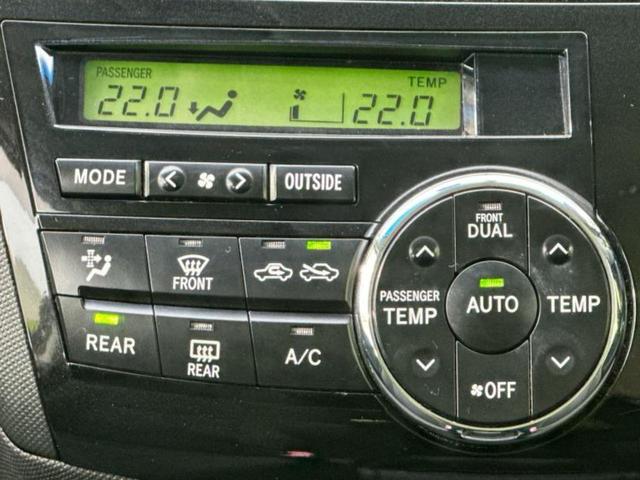 PASSENGER TEMP
22.0 22.0
MODE
OUTSIDE
FRONT
REAR
REAR
A/C
FRONT
DUAL
PASSENGER
TEMP
AUTO
TEMP
OFF